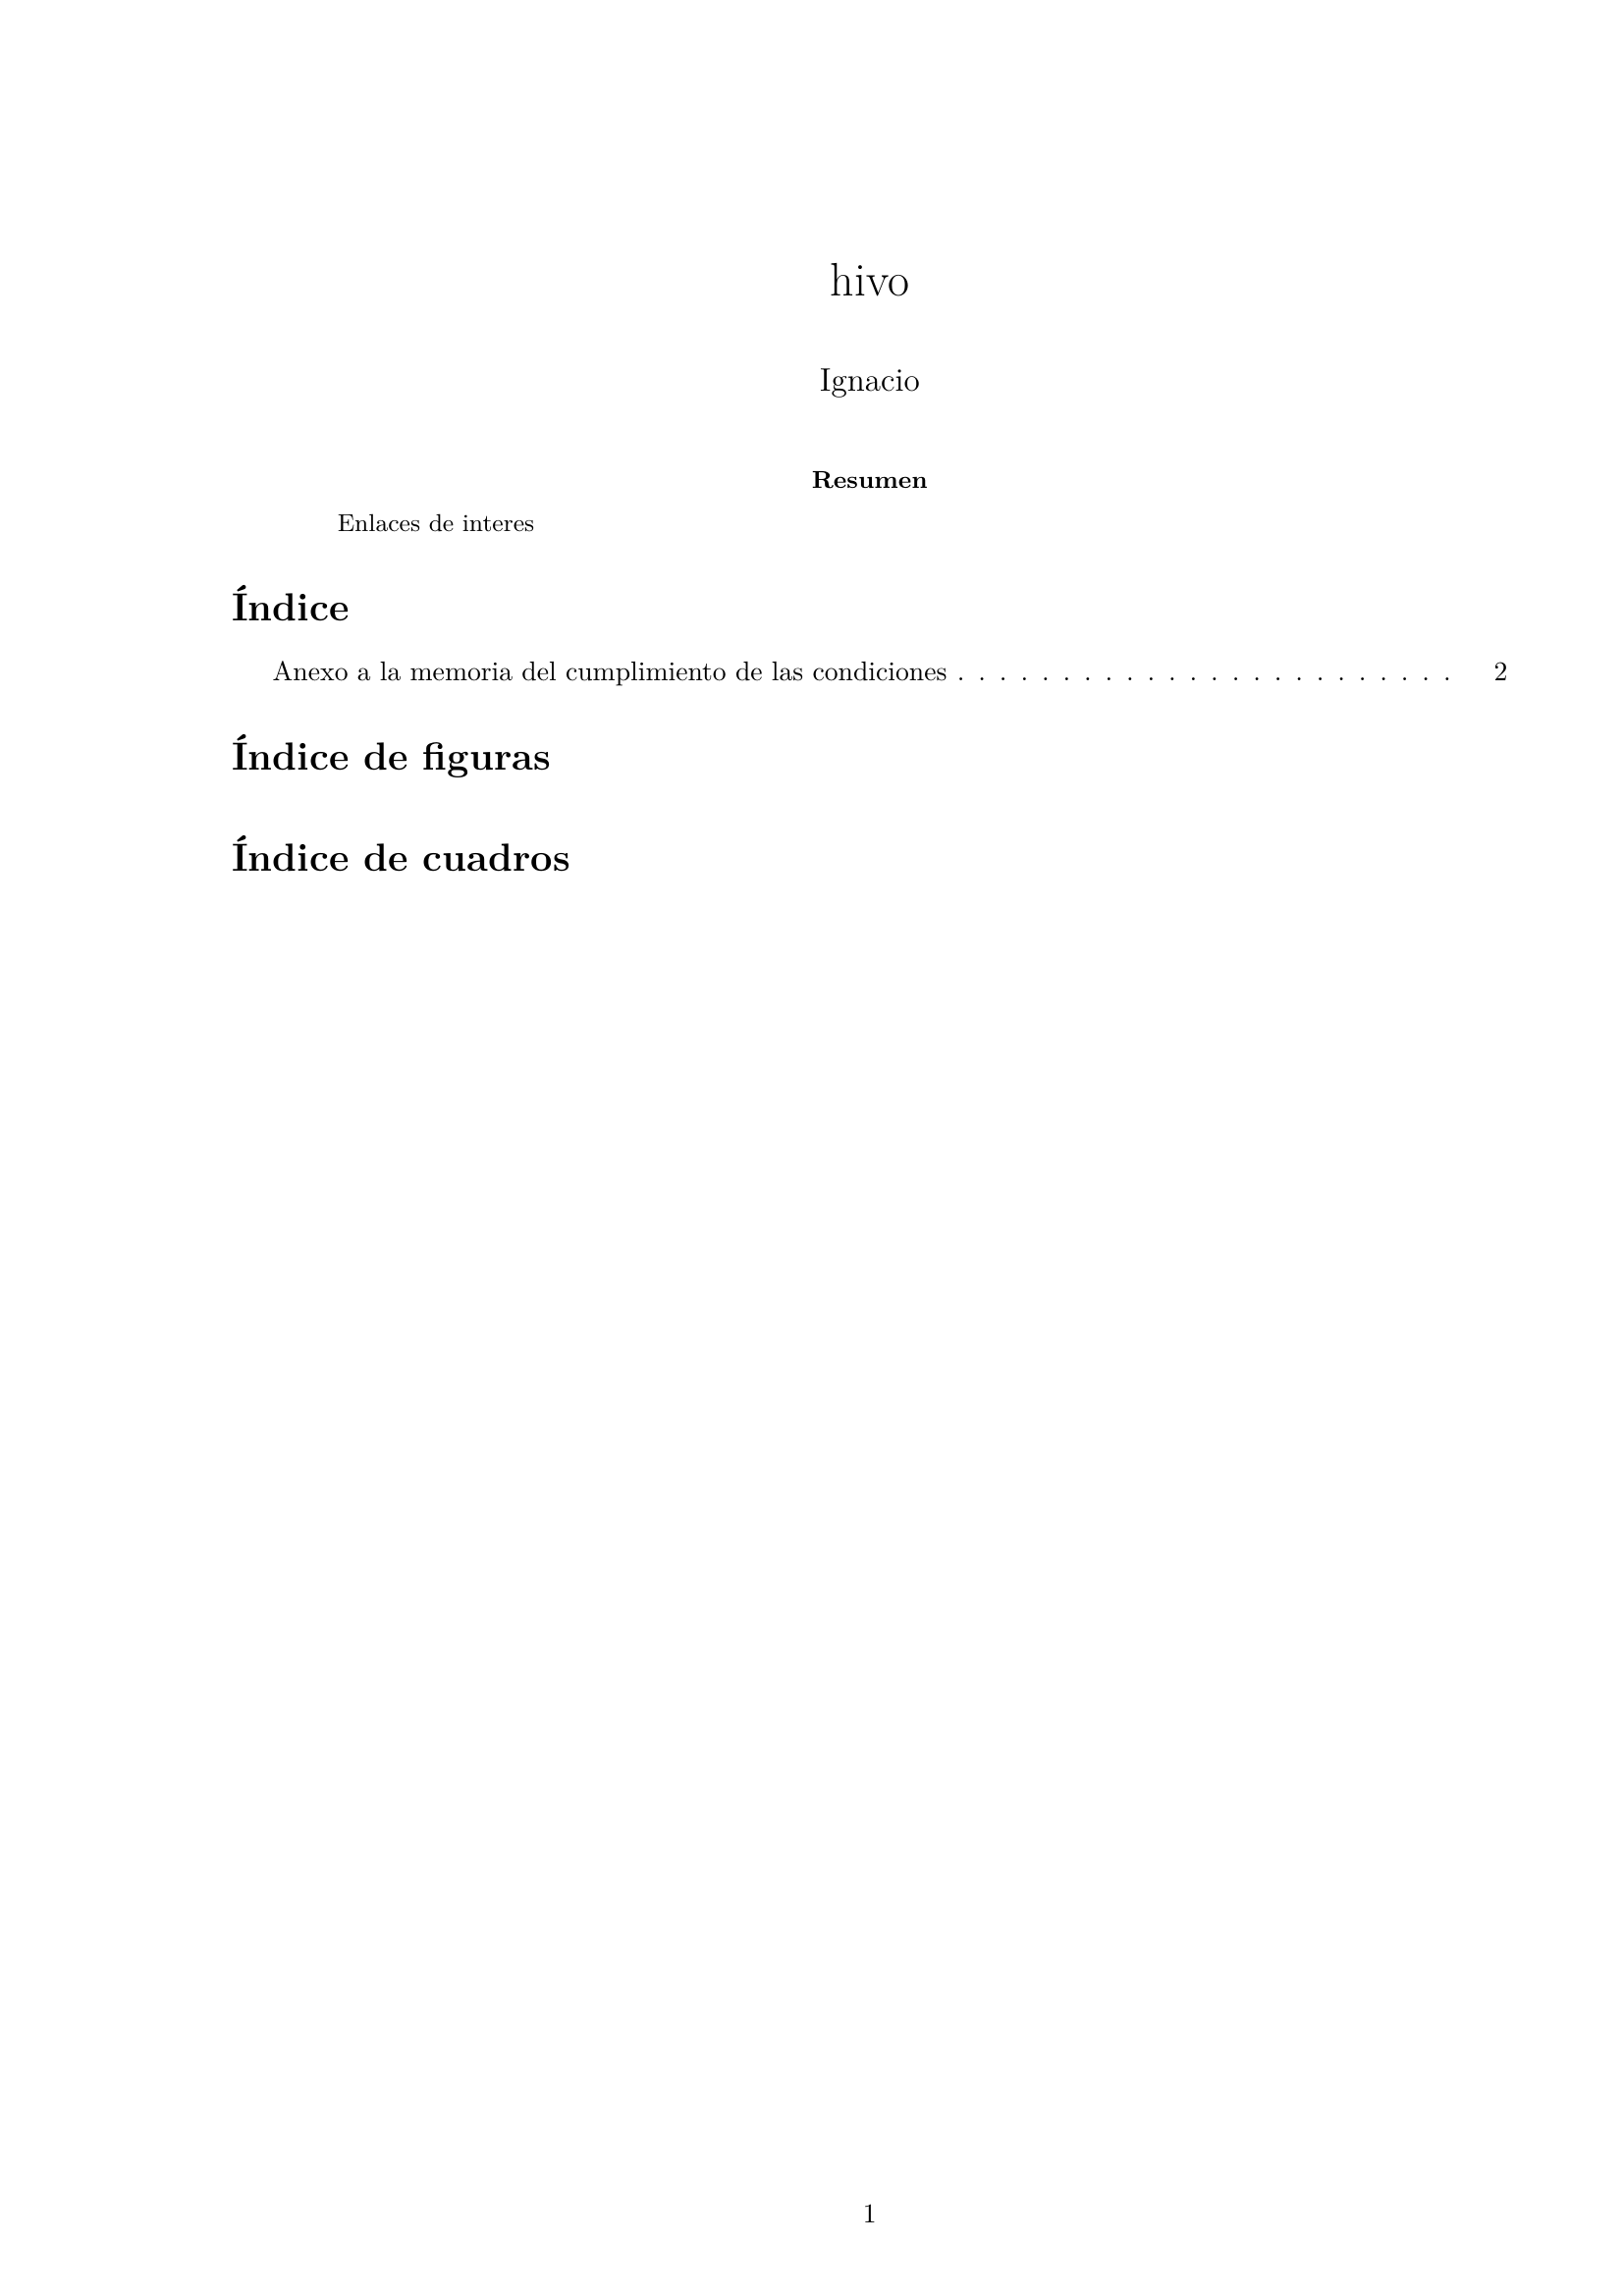 hivo
Ignacio
Resumen
Enlaces de interes
Índice
Anexo a la memoria del cumplimiento de las condiciones . . . . . . . . . . . . . . . . . . . . . . . . 2
Índice de figuras
Índice de cuadros
1